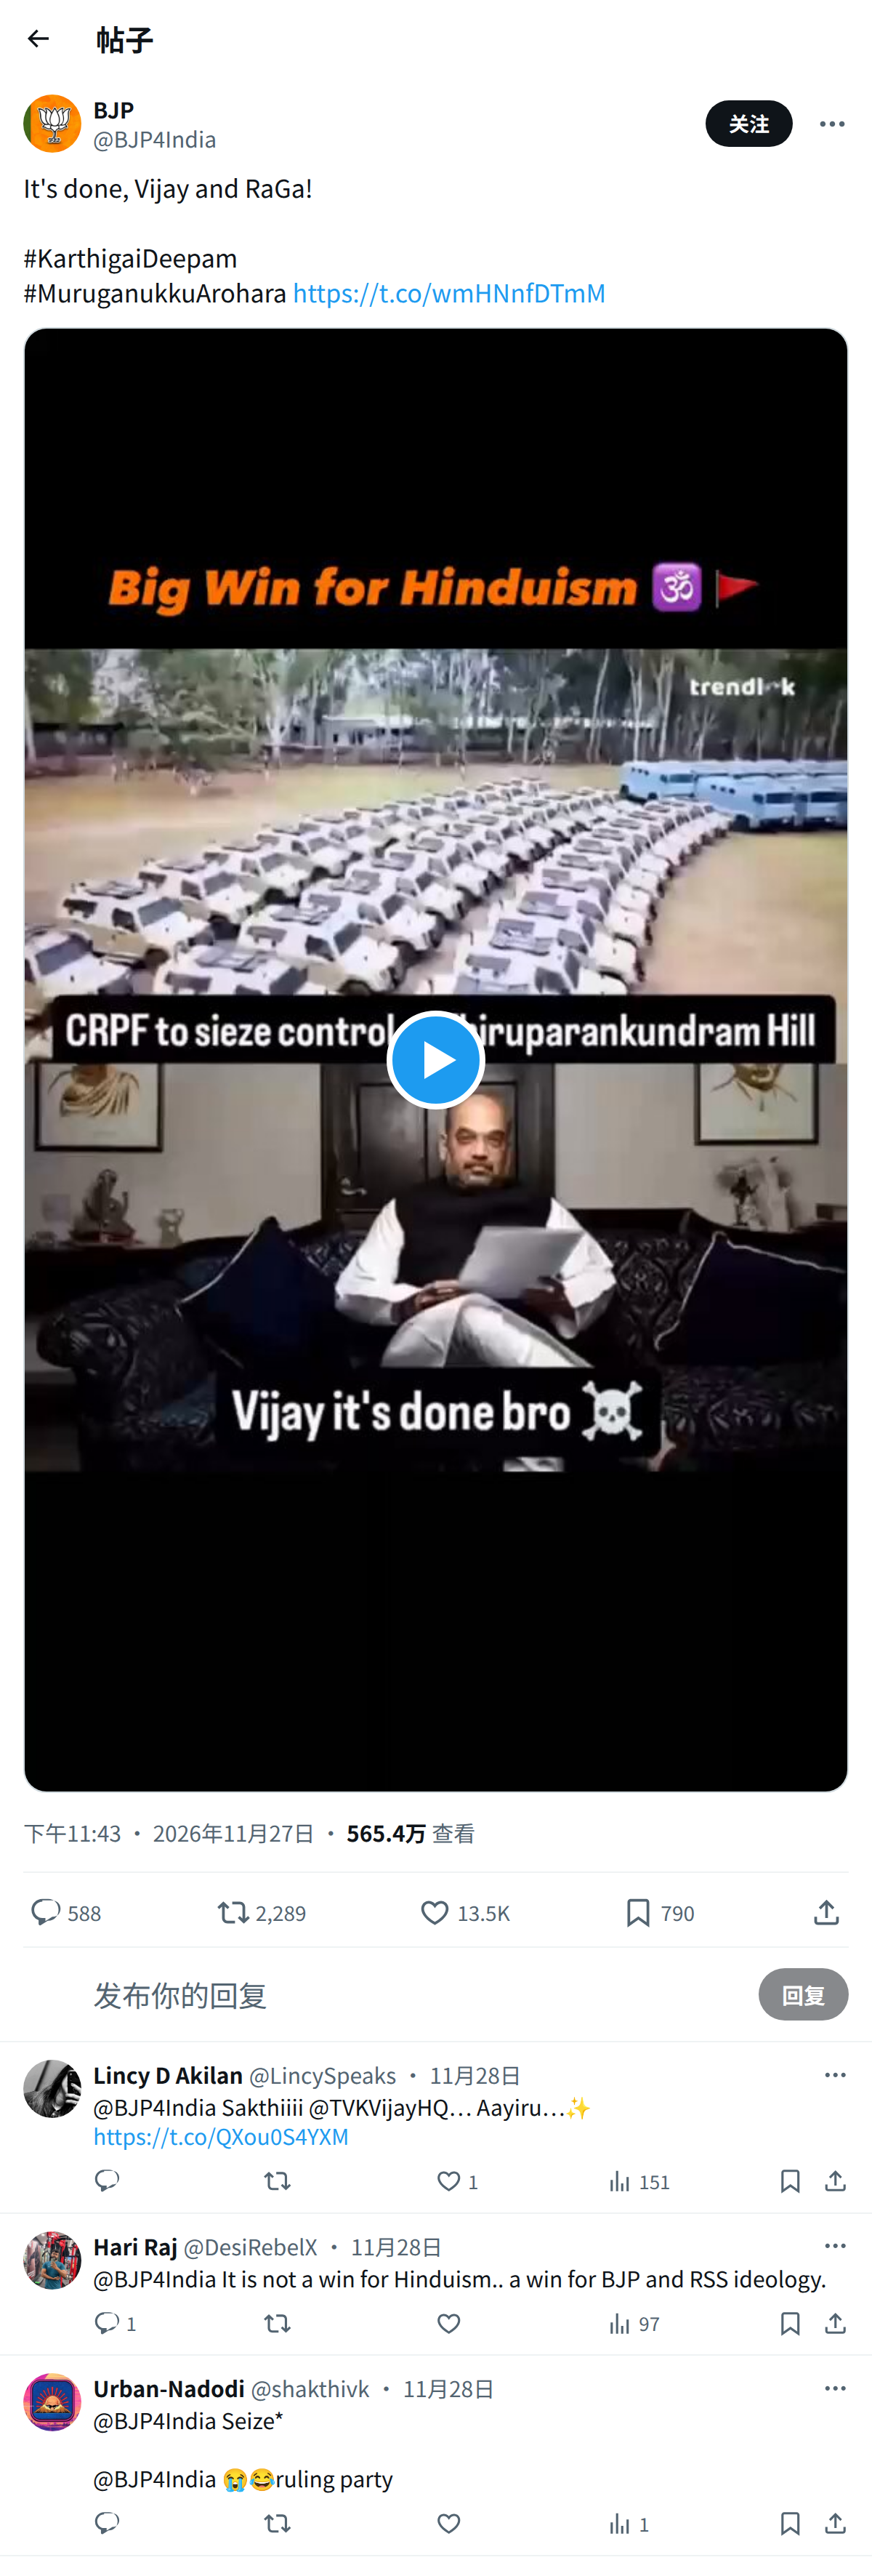 帖子
BJP
@BJP4India
关注
It's done, Vijay and RaGa!
#KarthigaiDeepam
#MuruganukkuArohara https://t.co/wmHNnfDTmM
Big Win for Hinduism 🕉️ 🚩
CRPF to sieze control Hill
Vijay it's done bro ☠️
下午11:43 · 2026年11月27日 · 565.4万 查看
588 2,289 13.5K 790
发布你的回复
回复
Lincy D Akilan @LincySpeaks · 11月28日
@BJP4India Sakthiiii @TVKVijayHQ… Aayiru…✨
https://t.co/QXou0S4YXM
1 151
Hari Raj @DesiRebelX · 11月28日
@BJP4India It is not a win for Hinduism.. a win for BJP and RSS ideology.
1 97
Urban-Nadodi @shakthivk · 11月28日
@BJP4India Seize*
@BJP4India 😭😂ruling party
1